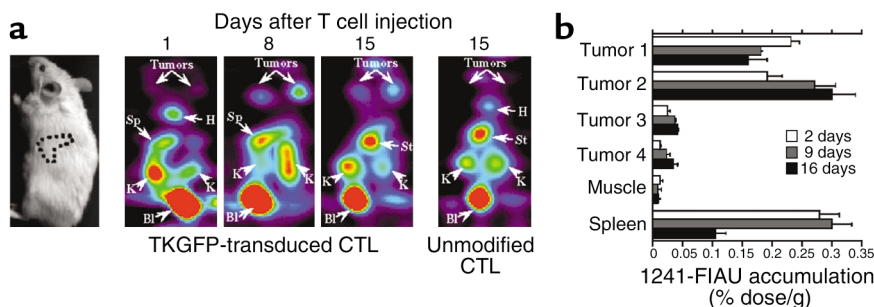 a
Days after T cell injection
1
8
15
15
Tumors
Tumors
Tumors
Tumors
H
H
Sp
Sp
St
St
K
K
K
K
K
K
K
K
Bl
Bl
Bl
Bl
TKGFP-transduced CTL
Unmodified
CTL
b
Tumor 1
Tumor 2
Tumor 3
Tumor 4
Muscle
Spleen
2 days
9 days
16 days
0 0.05 0.1 0.15 0.2 0.25 0.3 0.35
1241-FIAU accumulation
(% dose/g)